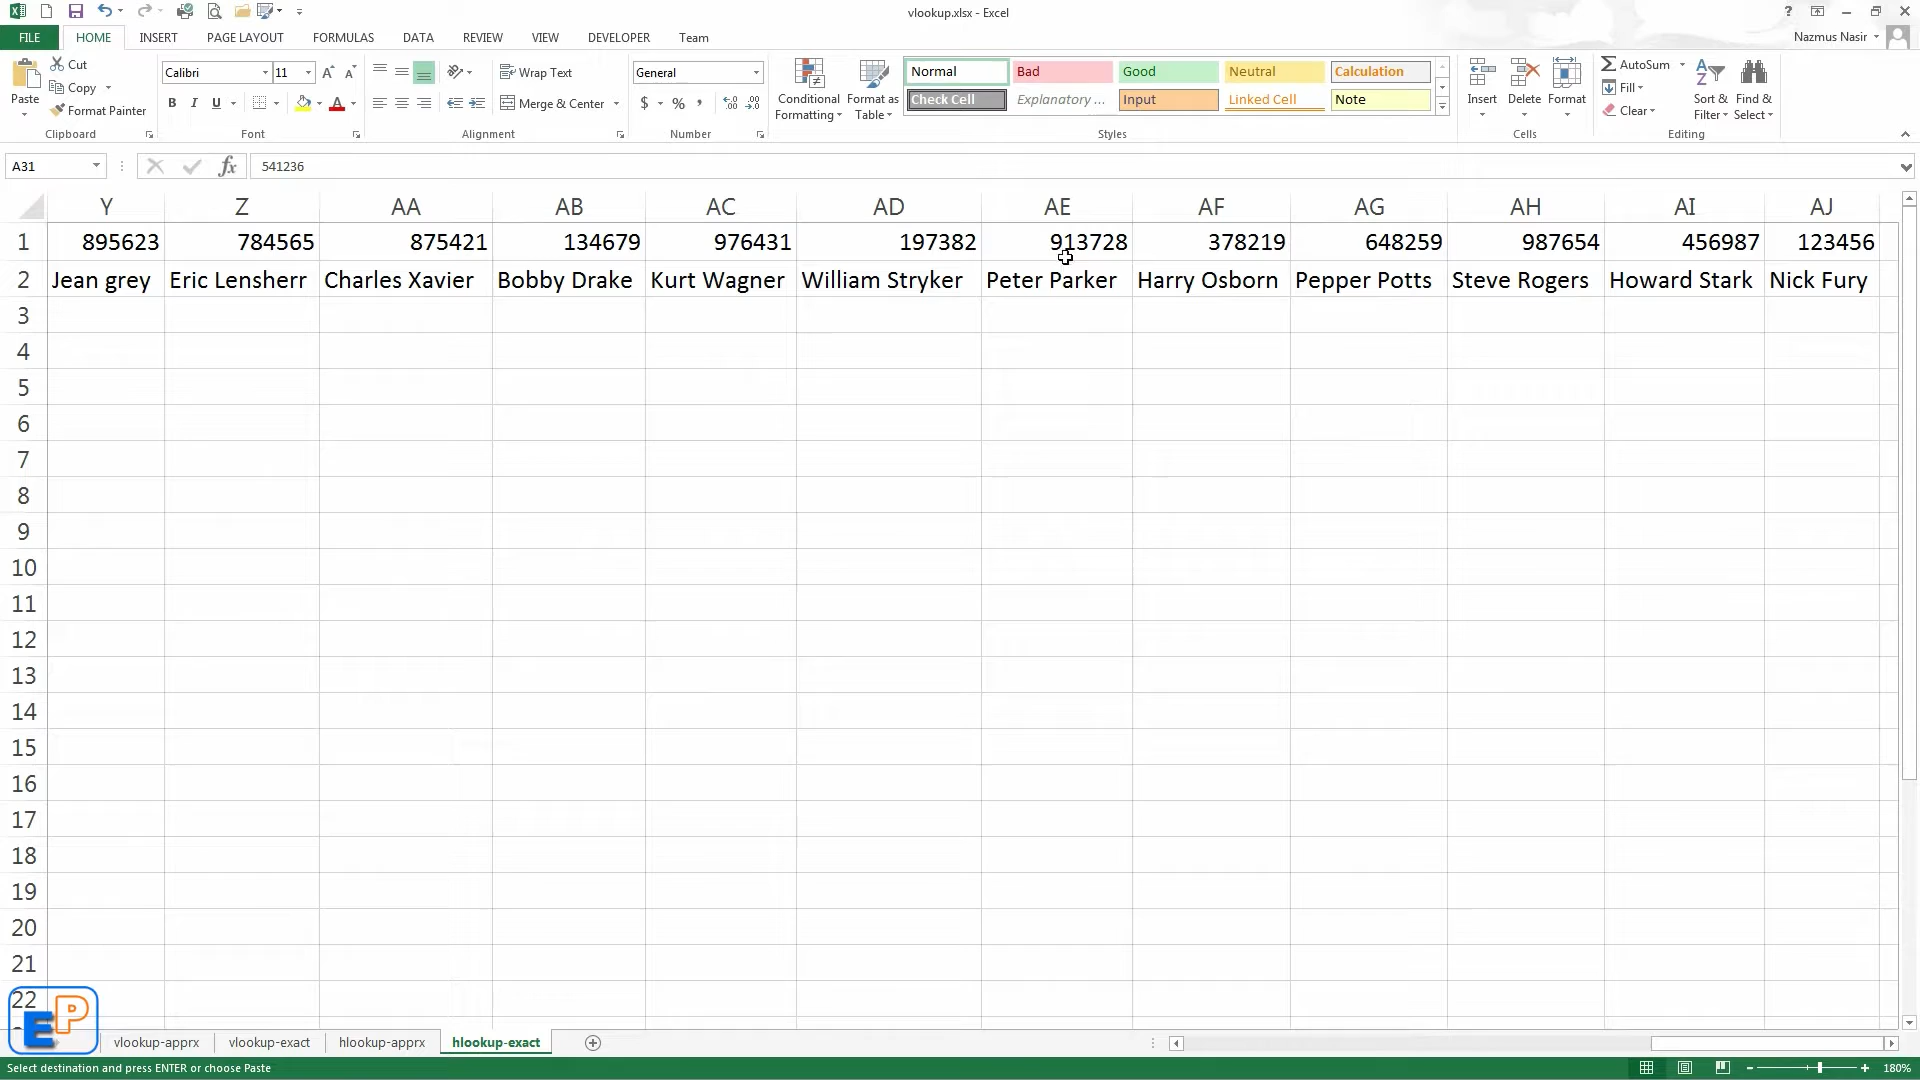 vlookup.xlsx - Excel
FILE HOME INSERT PAGE LAYOUT FORMULAS DATA REVIEW VIEW DEVELOPER Team Nazmus Nasir
Paste Cut Copy Format Painter
Clipboard
Calibri 11
B I U A
Font
Wrap Text
Merge & Center
Alignment
General
$ % ,
Number
Conditional Formatting Format as Table
Normal Bad Good Neutral Calculation
Check Cell Explanatory ... Input Linked Cell Note
Styles
Insert Delete Format
Cells
AutoSum
Fill
Clear
Sort & Filter Find & Select
Editing
A31 fx 541236
Y Z AA AB AC AD AE AF AG AH AI AJ
1 895623 784565 875421 134679 976431 197382 913728 378219 648259 987654 456987 123456
2 Jean grey Eric Lensherr Charles Xavier Bobby Drake Kurt Wagner William Stryker Peter Parker Harry Osborn Pepper Potts Steve Rogers Howard Stark Nick Fury
3
4
5
6
7
8
9
10
11
12
13
14
15
16
17
18
19
20
21
22
EP
vlookup-apprx vlookup-exact hlookup-apprx hlookup-exact
Select destination and press ENTER or choose Paste 180%